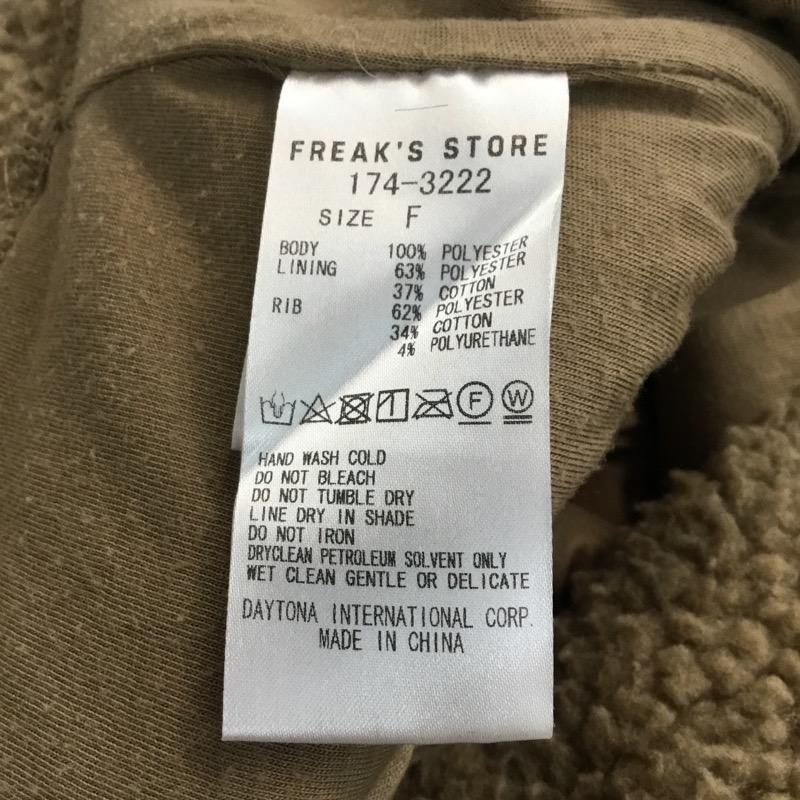 FREAK'S STORE
174-3222
SIZE F
BODY 100% POLYESTER
LINING 63% POLYESTER
37% COTTON
RIB 62% POLYESTER
34% COTTON
4% POLYURETHANE
1 F W
HAND WASH COLD
DO NOT BLEACH
DO NOT TUMBLE DRY
LINE DRY IN SHADE
DO NOT IRON
DRYCLEAN PETROLEUM SOLVENT ONLY
WET CLEAN GENTLE OR DELICATE
DAYTONA INTERNATIONAL CORP.
MADE IN CHINA